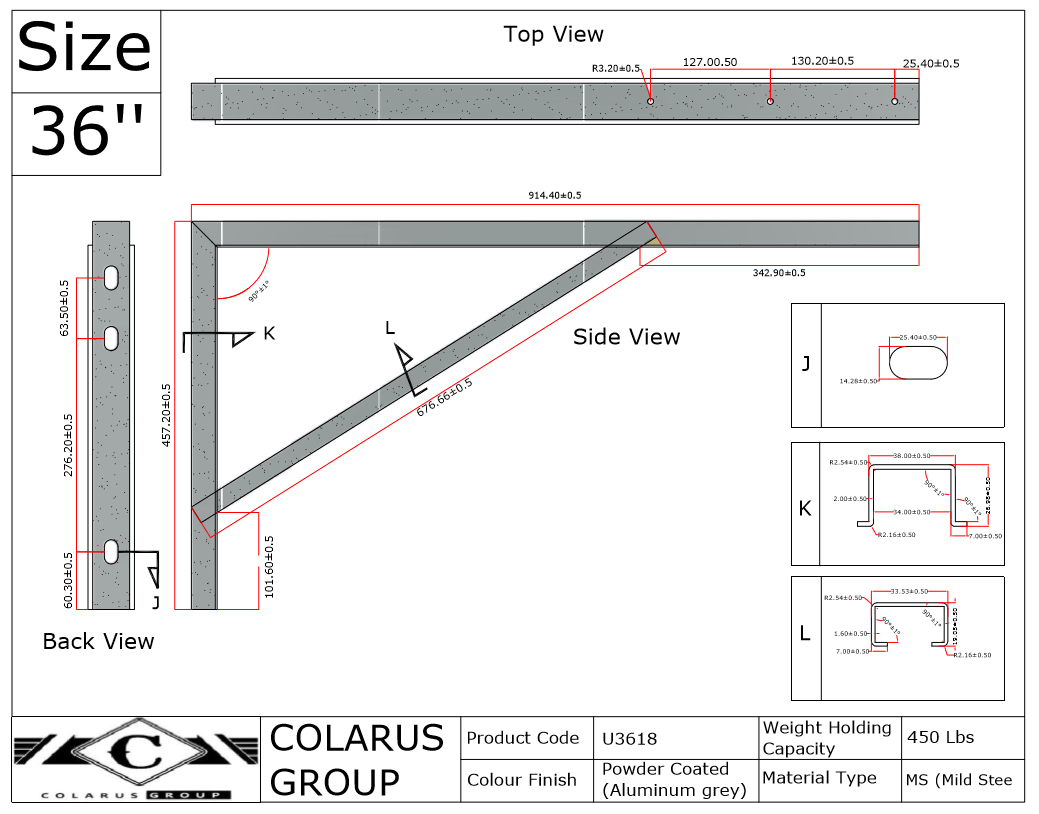 Size
36''
Top View
R3.20±0.5
127.00.50
130.20±0.5
25.40±0.5
914.40±0.5
342.90±0.5
90°±1°
K
L
Side View
676.66±0.5
457.20±0.5
101.60±0.5
63.50±0.5
276.20±0.5
60.30±0.5
J
Back View
J
25.40±0.50
14.28±0.50
K
38.00±0.50
R2.54±0.50
90°±1°
90°±1°
2.00±0.50
34.00±0.50
R2.16±0.50
7.00±0.50
L
33.53±0.50
R2.54±0.50
90°±1°
90°±1°
19.05±0.50
1.60±0.50
7.00±0.50
R2.16±0.50
C
COLARUS GROUP
COLARUS
GROUP
Product Code
U3618
Weight Holding
Capacity
450 Lbs
Colour Finish
Powder Coated
(Aluminum grey)
Material Type
MS (Mild Stee